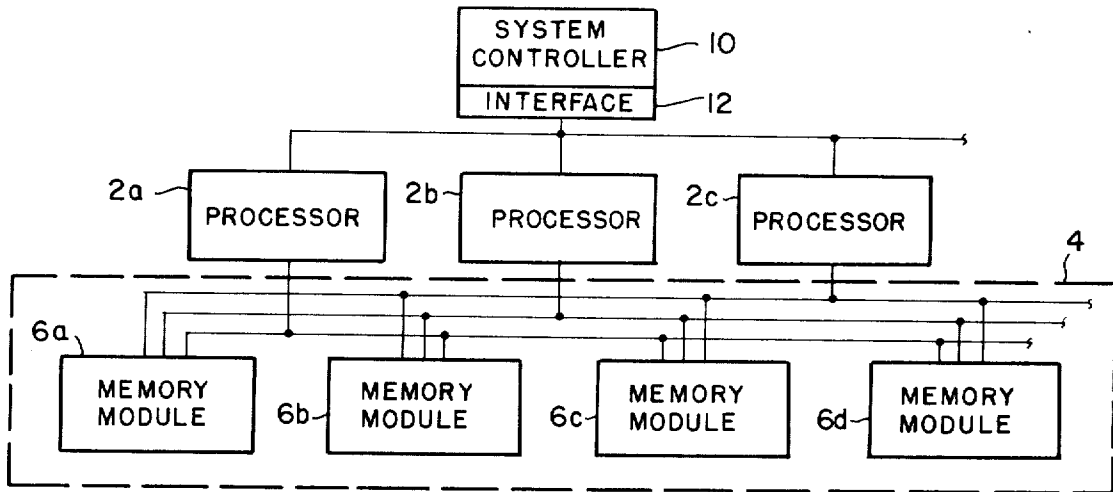 SYSTEM
CONTROLLER
10
INTERFACE
12
2a
PROCESSOR
2b
PROCESSOR
2c
PROCESSOR
4
6a
MEMORY
MODULE
6b
MEMORY
MODULE
6c
MEMORY
MODULE
6d
MEMORY
MODULE